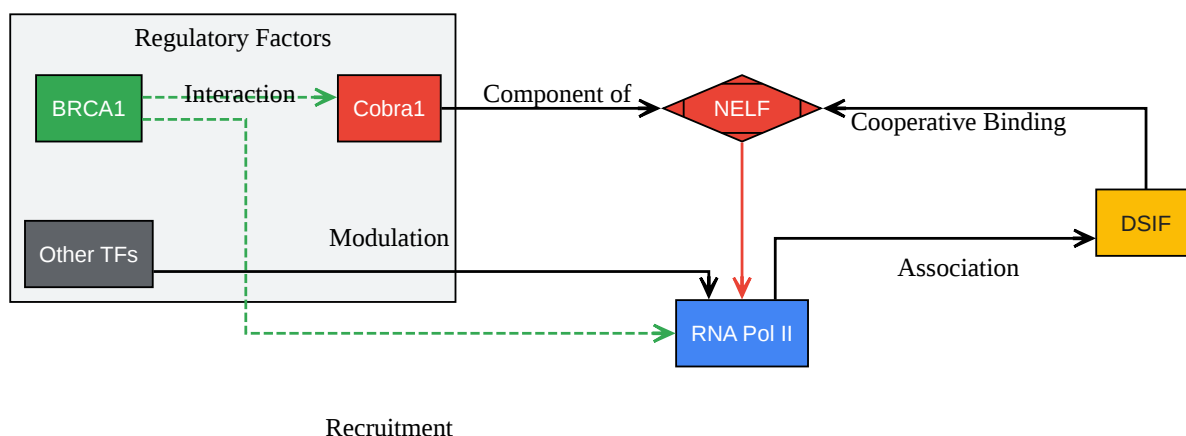 Regulatory Factors
BRCA1
Interaction
Cobra1
Component of
NELF
Cooperative Binding
Other TFs
Modulation
DSIF
Association
RNA Pol II
Recruitment